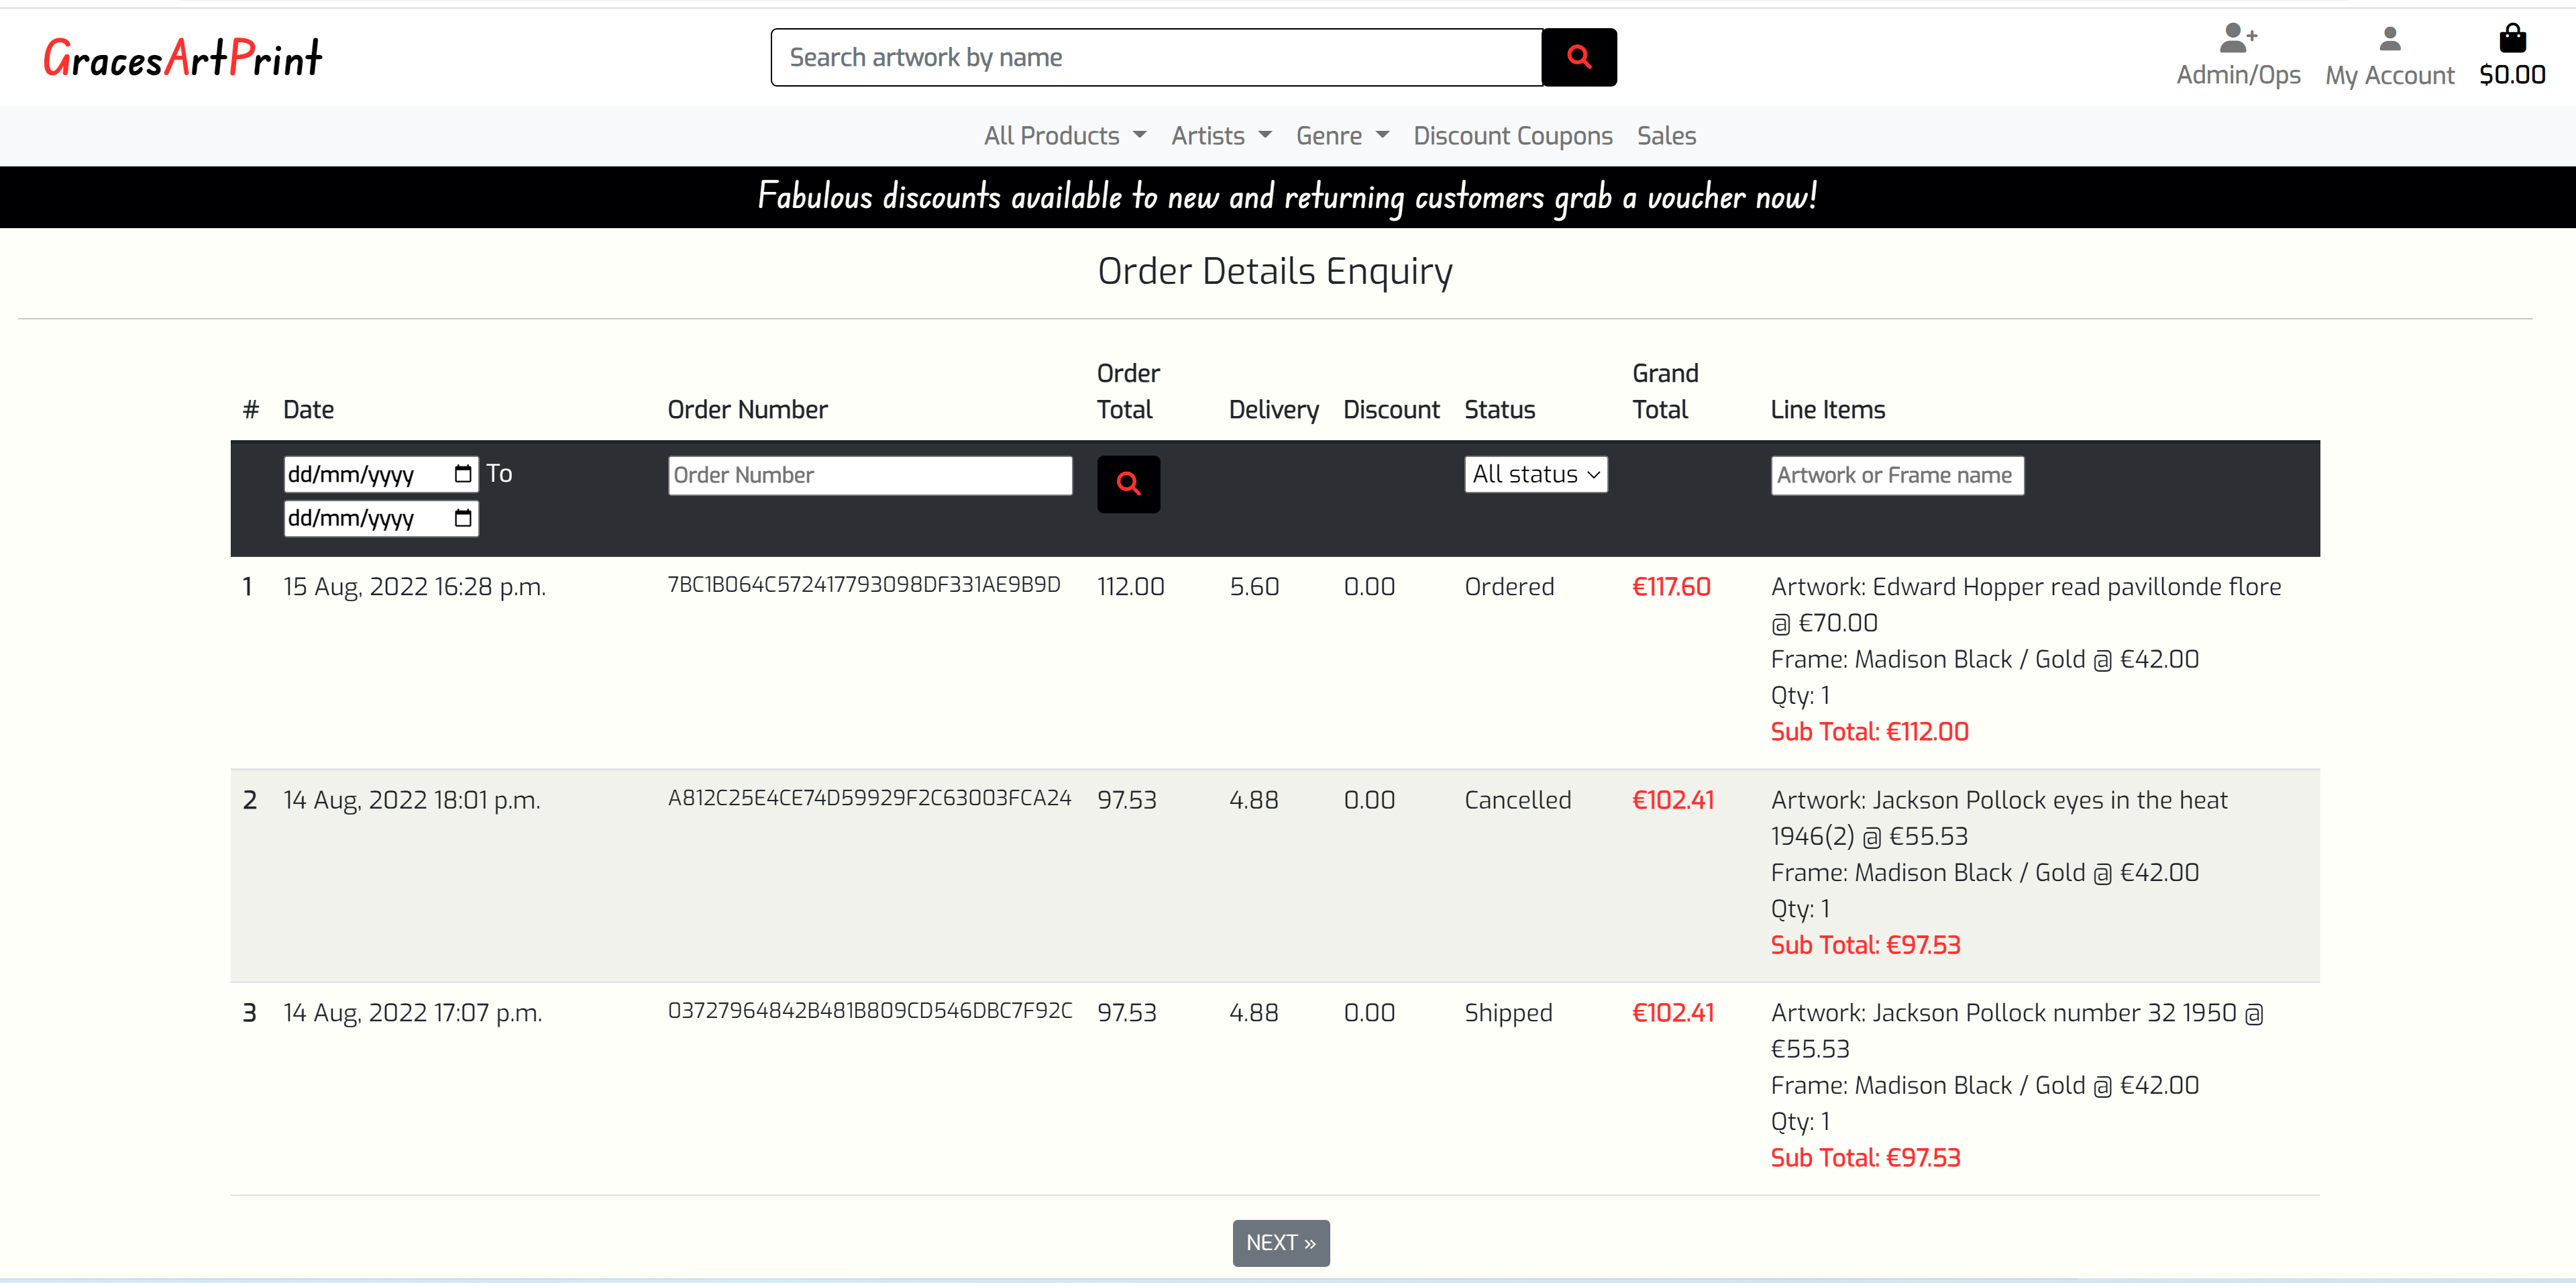 GracesArtPrint
Search artwork by name
Admin/Ops
My Account
$0.00
All Products Artists Genre Discount Coupons Sales
Fabulous discounts available to new and returning customers grab a voucher now!
Order Details Enquiry
# Date Order Number Order Total Delivery Discount Status Grand Total Line Items
dd/mm/yyyy To
dd/mm/yyyy
Order Number
All status
Artwork or Frame name
1 15 Aug, 2022 16:28 p.m. 7BC1B064C572417793098DF331AE9B9D 112.00 5.60 0.00 Ordered €117.60 Artwork: Edward Hopper read pavillonde flore
@ €70.00
Frame: Madison Black / Gold @ €42.00
Qty: 1
Sub Total: €112.00
2 14 Aug, 2022 18:01 p.m. A812C25E4CE74D59929F2C63003FCA24 97.53 4.88 0.00 Cancelled €102.41 Artwork: Jackson Pollock eyes in the heat
1946(2) @ €55.53
Frame: Madison Black / Gold @ €42.00
Qty: 1
Sub Total: €97.53
3 14 Aug, 2022 17:07 p.m. 03727964842B481B809CD546DBC7F92C 97.53 4.88 0.00 Shipped €102.41 Artwork: Jackson Pollock number 32 1950 @
€55.53
Frame: Madison Black / Gold @ €42.00
Qty: 1
Sub Total: €97.53
NEXT »